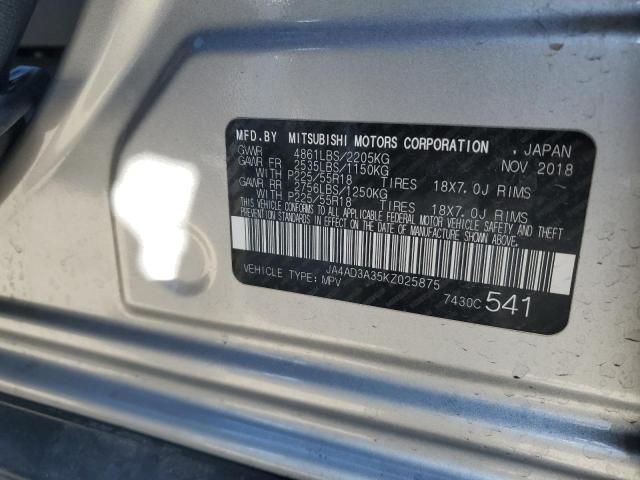 MFD.BY MITSUBISHI MOTORS CORPORATION , JAPAN
GVWR 4861LBS/2205KG NOV 2018
GAWR FR 2535LBS/1150KG
WITH P225/55R18 TIRES 18X7.0J RIMS
GAWR RR 2756LBS/1250KG
WITH P225/55R18 TIRES 18X7.0J RIMS
THIS VEHICLE CONFORMS TO ALL APPLICABLE FEDERAL MOTOR VEHICLE SAFETY AND THEFT
PREVENTION STANDARDS IN EFFECT ON THE DATE OF MANUFACTURE SHOWN ABOVE.
JA4AD3A35KZ025875
VEHICLE TYPE: MPV 7430C 541